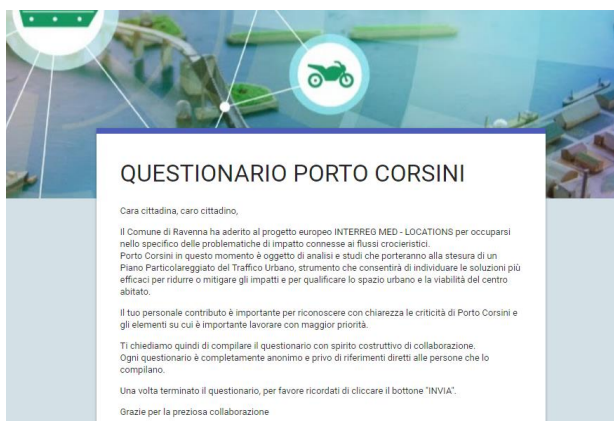 QUESTIONARIO PORTO CORSINI
Cara cittadina, caro cittadino,
Il Comune di Ravenna ha aderito al progetto europeo INTERREG MED - LOCATIONS per occuparsi
nello specifico delle problematiche di impatto connesse ai flussi crocieristici.
Porto Corsini in questo momento è oggetto di analisi e studi che porteranno alla stesura di un
Piano Particolareggiato del Traffico Urbano, strumento che consentirà di individuare le soluzioni più
efficaci per ridurre o mitigare gli impatti e per qualificare lo spazio urbano e la viabilità del centro
abitato.
Il tuo personale contributo è importante per riconoscere con chiarezza le criticità di Porto Corsini e
gli elementi su cui è importante lavorare con maggior priorità.
Ti chiediamo quindi di compilare il questionario con spirito costruttivo di collaborazione.
Ogni questionario è completamente anonimo e privo di riferimenti diretti alle persone che lo
compilano.
Una volta terminato il questionario, per favore ricordati di cliccare il bottone "INVIA".
Grazie per la preziosa collaborazione